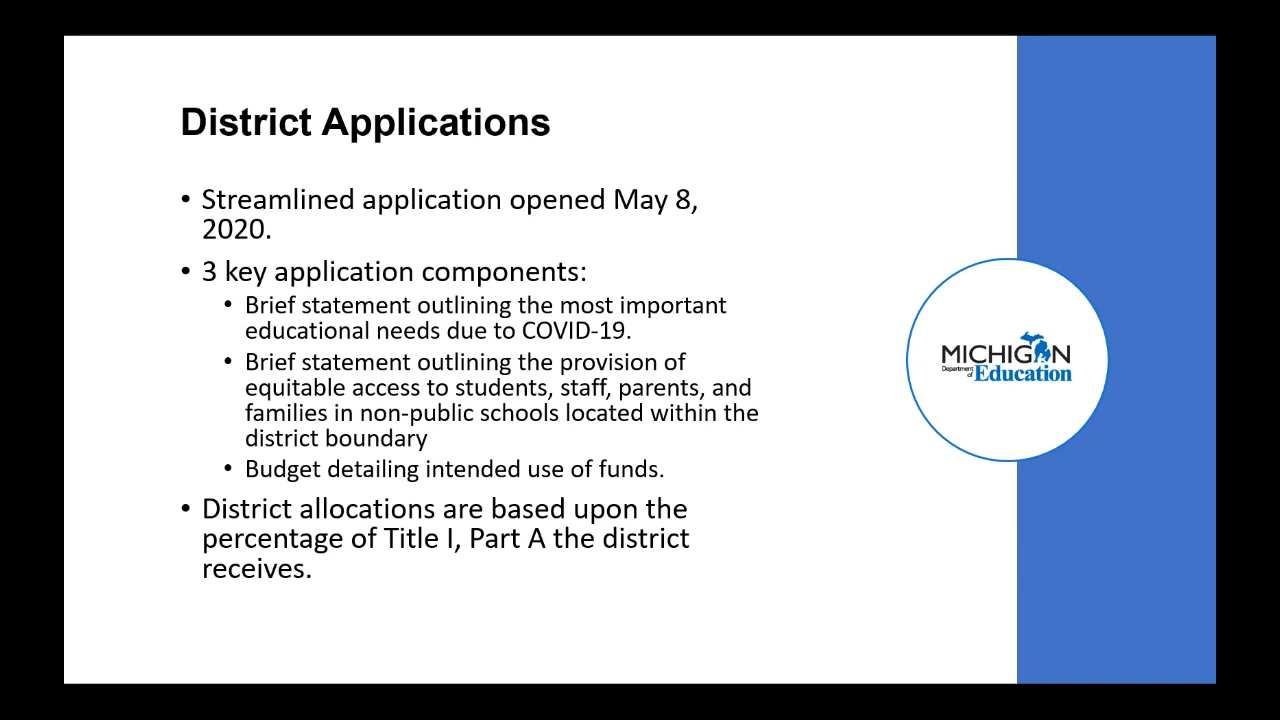 District Applications
• Streamlined application opened May 8,
2020.
• 3 key application components:
• Brief statement outlining the most important
educational needs due to COVID-19.
• Brief statement outlining the provision of
equitable access to students, staff, parents, and
families in non-public schools located within the
district boundary
• Budget detailing intended use of funds.
• District allocations are based upon the
percentage of Title I, Part A the district
receives.
MICHIGAN
Department
of Education